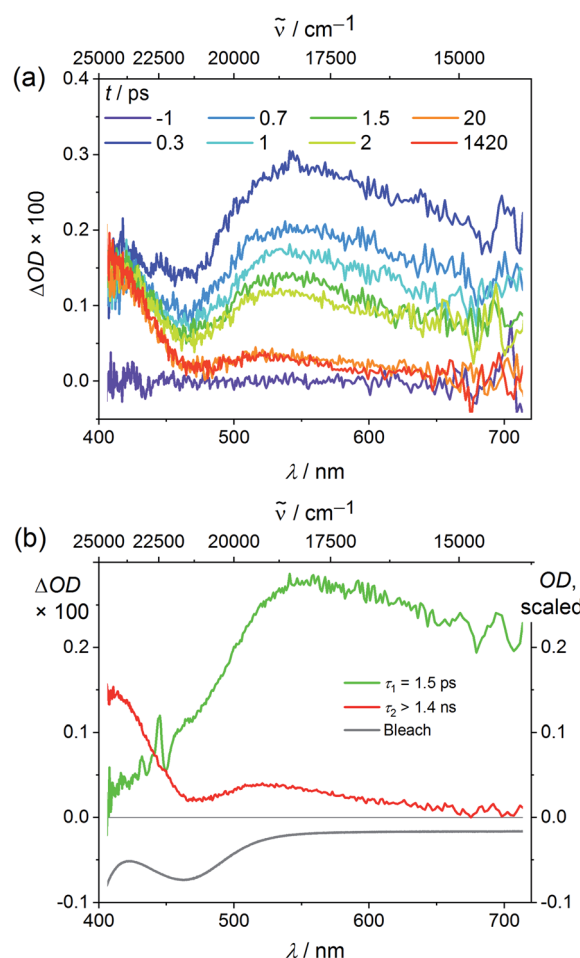 ṽ / cm⁻¹
25000 22500 20000 17500 15000
(a)
t / ps
-1 0.7 1.5 20
0.3 1 2 1420
0.4
0.3
0.2
0.1
0.0
ΔOD × 100
400 500 600 700
λ / nm
ṽ / cm⁻¹
25000 22500 20000 17500 15000
(b)
ΔOD × 100
OD, scaled
0.2 0.2
τ₁ = 1.5 ps
τ₂ > 1.4 ns
Bleach
0.1 0.1
0.0 0.0
-0.1 -0.1
400 500 600 700
λ / nm